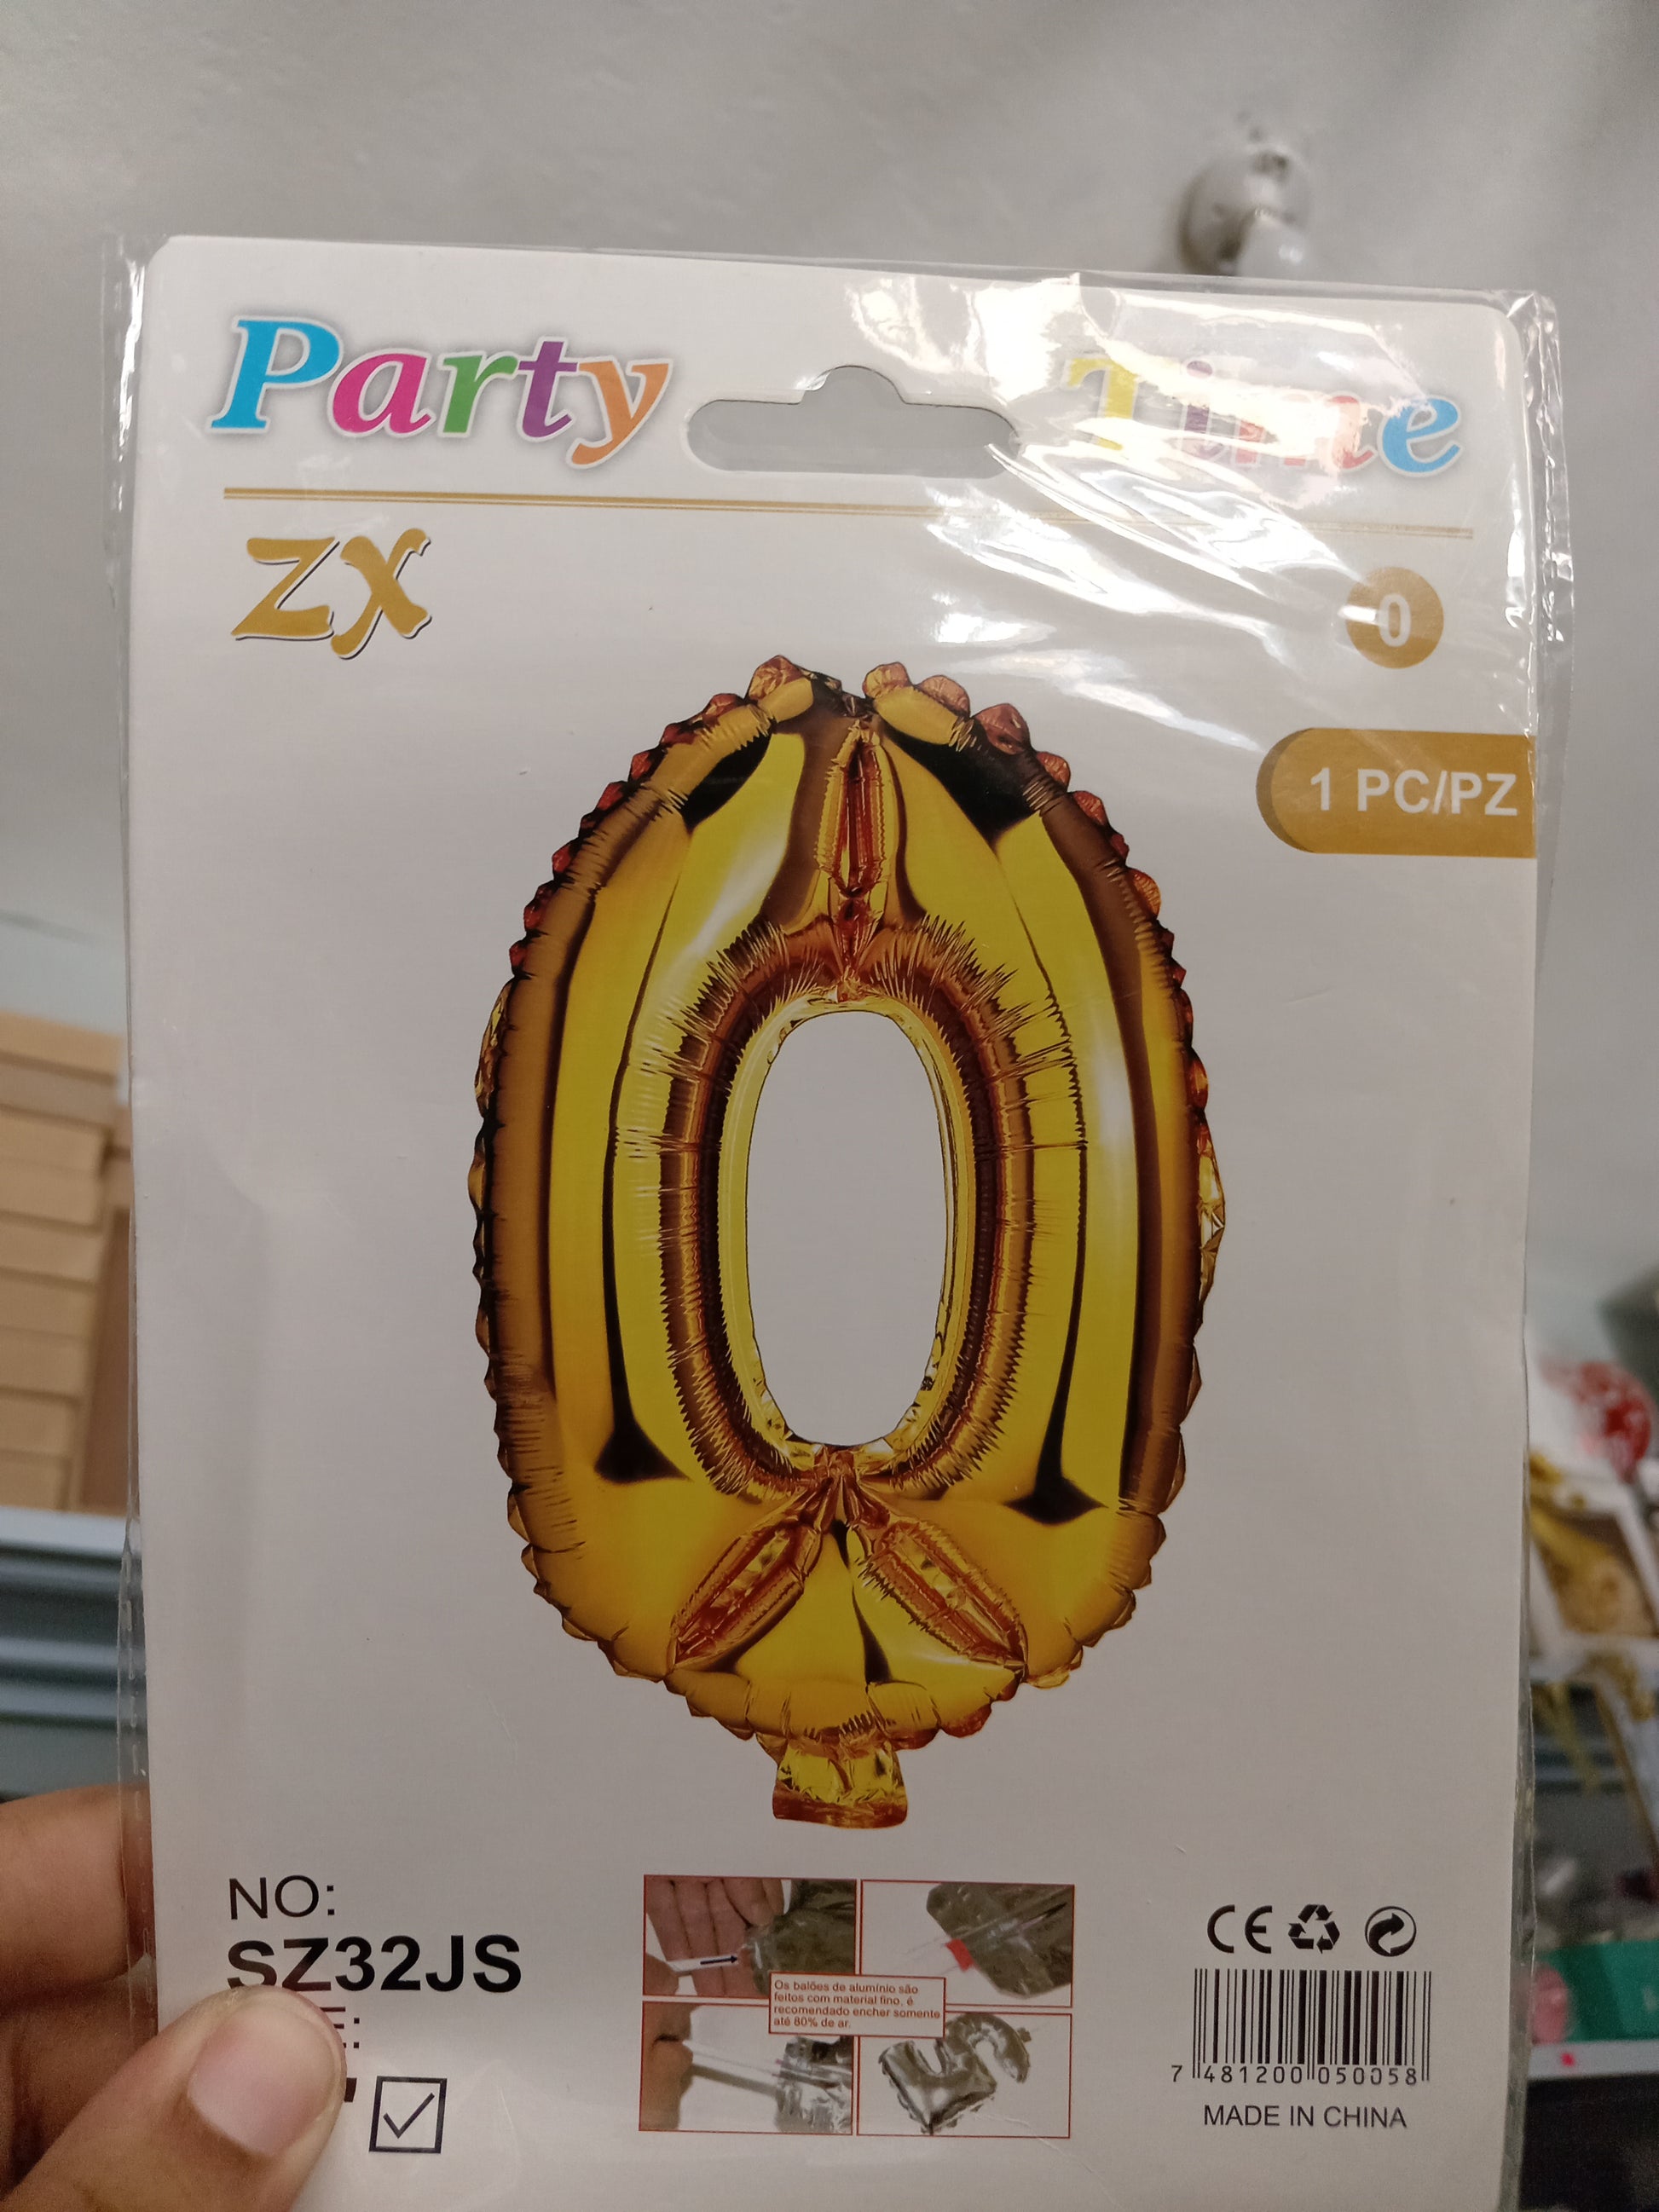 Party Time
ZX
0
1 PC/PZ
NO:
SZ32JS
E:
Os balões de alumínio são
feitos com material fino, é
recomendado encher somente
até 80% de ar.
CE
7 481200 050058
MADE IN CHINA